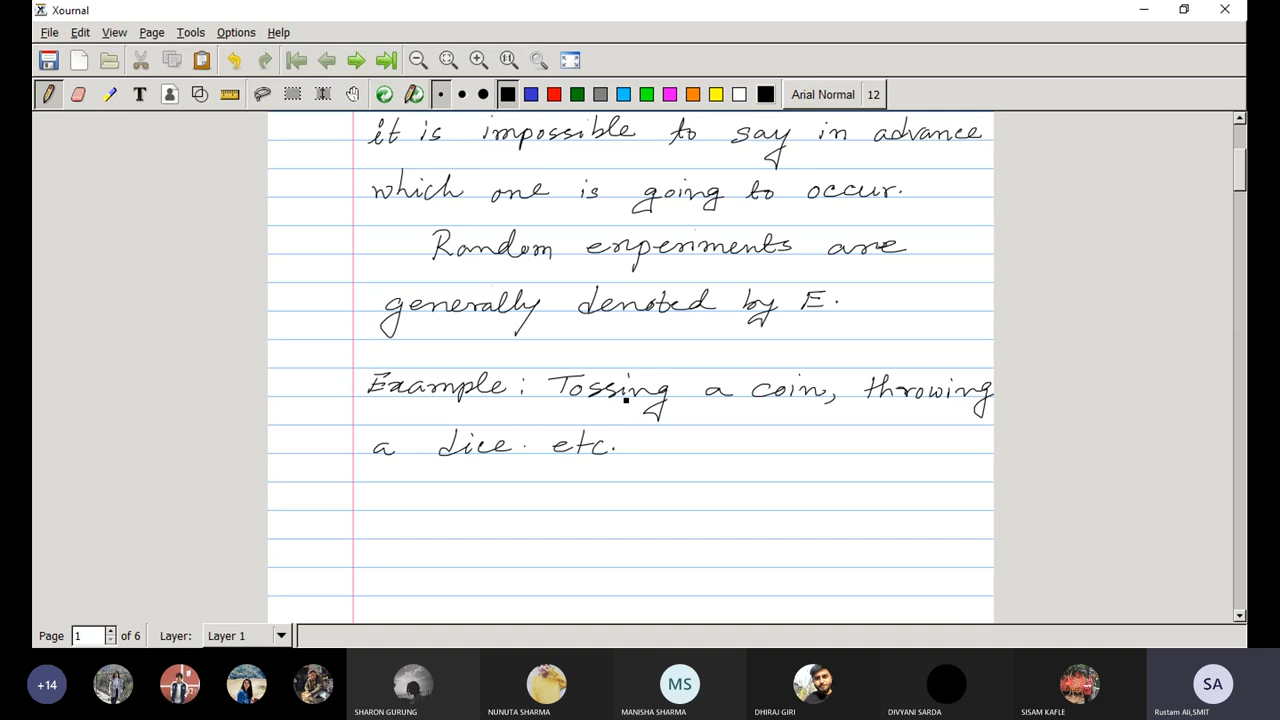 Xournal
File Edit View Page Tools Options Help
T Arial Normal 12
it is impossible to say in advance
which one is going to occur.
Random experiments are
generally denoted by E.
Example: Tossing a coin, throwing
a dice. etc.
Page 1 of 6 Layer: Layer 1
+14 MS SA
SHARON GURUNG NUNUTA SHARMA MANISHA SHARMA DHIRAJ GIRI DIVYANI SARDA SISAM KAFLE Rustam Ali,SMIT